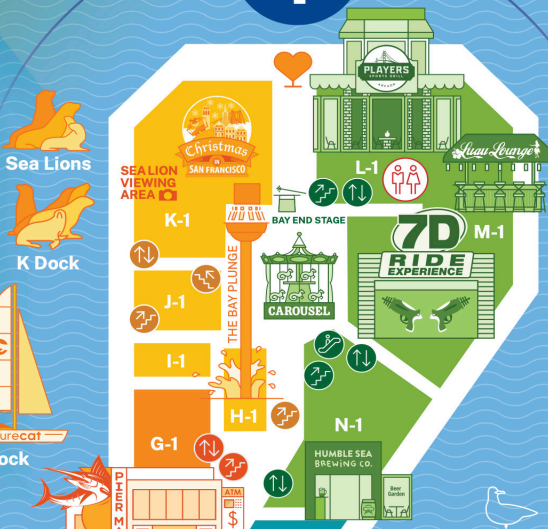 PLAYERS
SPORTS GRILL
ARCADE
Christmas
IN
SAN FRANCISCO
Luau Lounge
Sea Lions
SEA LION
VIEWING
AREA
L-1
K-1
BAY END STAGE
7D
RIDE
EXPERIENCE
M-1
K Dock
THE BAY PLUNGE
CAROUSEL
J-1
I-1
H-1
N-1
urecat
ock
G-1
HUMBLE SEA
BREWING CO.
Beer
Garden
PIER MA
ATM
$